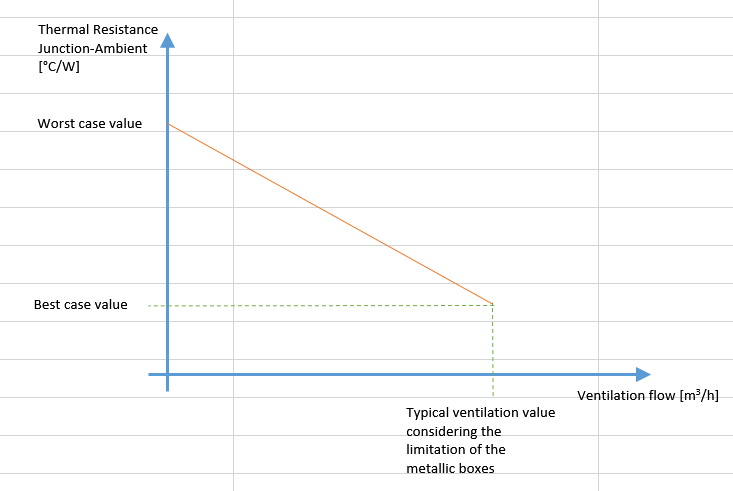 Thermal Resistance
Junction-Ambient
[°C/W]
Worst case value
Best case value
Ventilation flow [m³/h]
Typical ventilation value
considering the
limitation of the
metallic boxes